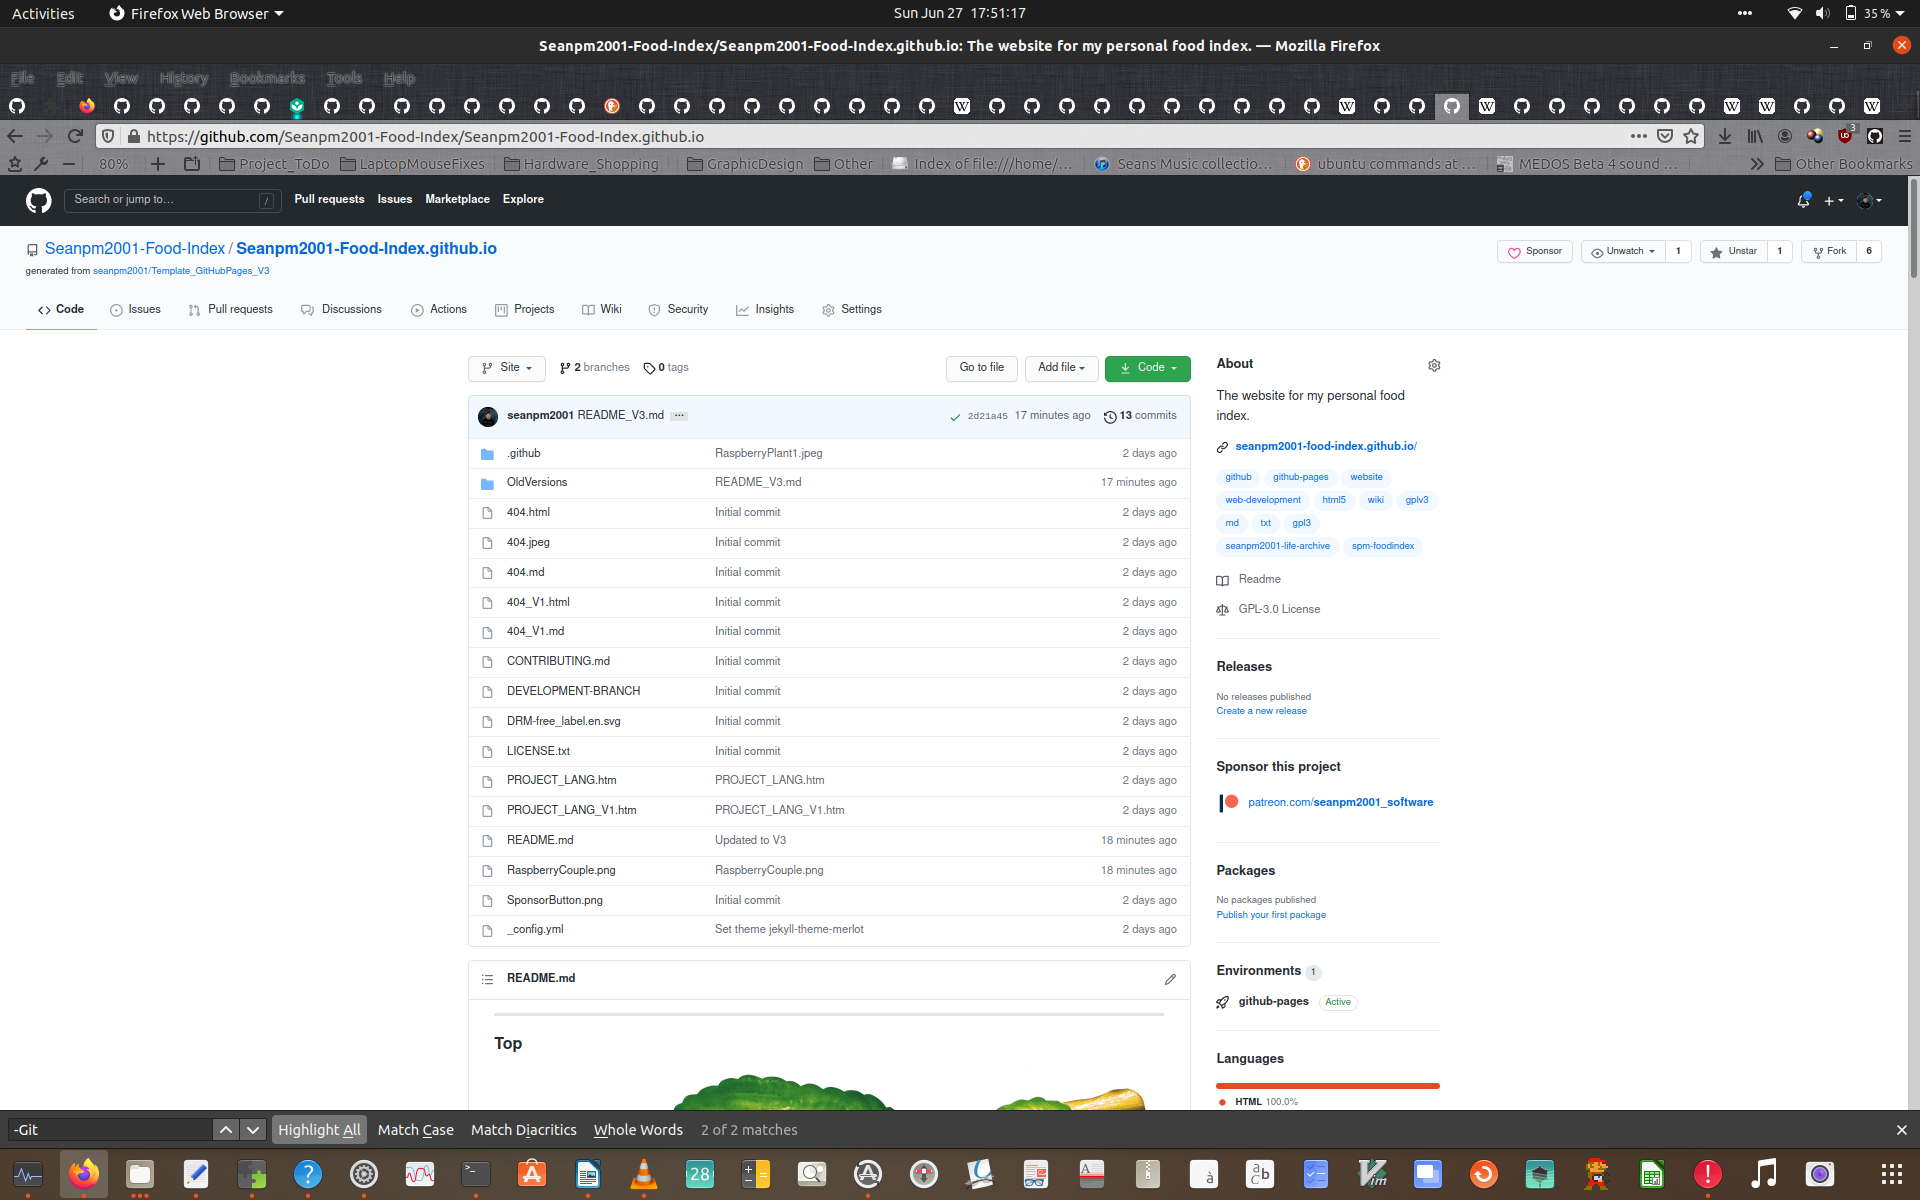 Activities Firefox Web Browser Sun Jun 27 17:51:17 35 %
Seanpm2001-Food-Index/Seanpm2001-Food-Index.github.io: The website for my personal food index. — Mozilla Firefox
File Edit View History Bookmarks Tools Help
https://github.com/Seanpm2001-Food-Index/Seanpm2001-Food-Index.github.io 3
80% Project_ToDo LaptopMouseFixes Hardware_Shopping GraphicDesign Other Index of file:///home/... Seans Music collectio... ubuntu commands at ... MEDOS Beta 4 sound ... Other Bookmarks
Search or jump to... / Pull requests Issues Marketplace Explore
Seanpm2001-Food-Index / Seanpm2001-Food-Index.github.io Sponsor Unwatch 1 Unstar 1 Fork 6
generated from seanpm2001/Template_GitHubPages_V3
Code Issues Pull requests Discussions Actions Projects Wiki Security Insights Settings
Site 2 branches 0 tags Go to file Add file Code
seanpm2001 README_V3.md ... 2d21a45 17 minutes ago 13 commits
.github RaspberryPlant1.jpeg 2 days ago
OldVersions README_V3.md 17 minutes ago
404.html Initial commit 2 days ago
404.jpeg Initial commit 2 days ago
404.md Initial commit 2 days ago
404_V1.html Initial commit 2 days ago
404_V1.md Initial commit 2 days ago
CONTRIBUTING.md Initial commit 2 days ago
DEVELOPMENT-BRANCH Initial commit 2 days ago
DRM-free_label.en.svg Initial commit 2 days ago
LICENSE.txt Initial commit 2 days ago
PROJECT_LANG.htm PROJECT_LANG.htm 2 days ago
PROJECT_LANG_V1.htm PROJECT_LANG_V1.htm 2 days ago
README.md Updated to V3 18 minutes ago
RaspberryCouple.png RaspberryCouple.png 18 minutes ago
SponsorButton.png Initial commit 2 days ago
_config.yml Set theme jekyll-theme-merlot 2 days ago
README.md
Top
About
The website for my personal food
index.
seanpm2001-food-index.github.io/
github github-pages website
web-development html5 wiki gplv3
md txt gpl3
seanpm2001-life-archive spm-foodindex
Readme
GPL-3.0 License
Releases
No releases published
Create a new release
Sponsor this project
patreon.com/seanpm2001_software
Packages
No packages published
Publish your first package
Environments 1
github-pages Active
Languages
HTML 100.0%
-Git Highlight All Match Case Match Diacritics Whole Words 2 of 2 matches
28